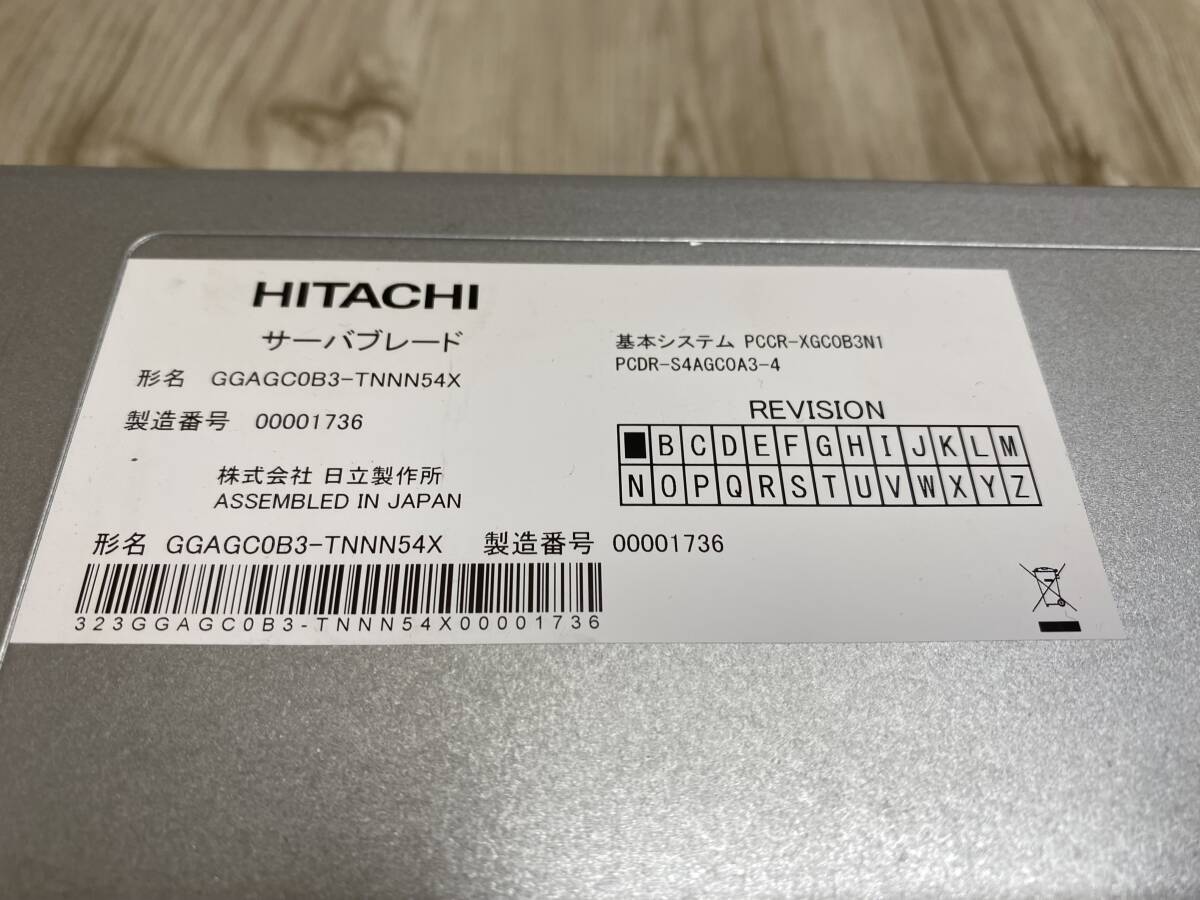 HITACHI
サーバブレード
形名 GGAGC0B3-TNNN54X
製造番号 00001736
株式会社 日立製作所
ASSEMBLED IN JAPAN
基本システム PCCR-XGC0B3N1
PCDR-S4AGC0A3-4
REVISION
■ B C D E F G H I J K L M
N O P Q R S T U V W X Y Z
形名 GGAGC0B3-TNNN54X 製造番号 00001736
323GGAGC0B3-TNNN54X00001736